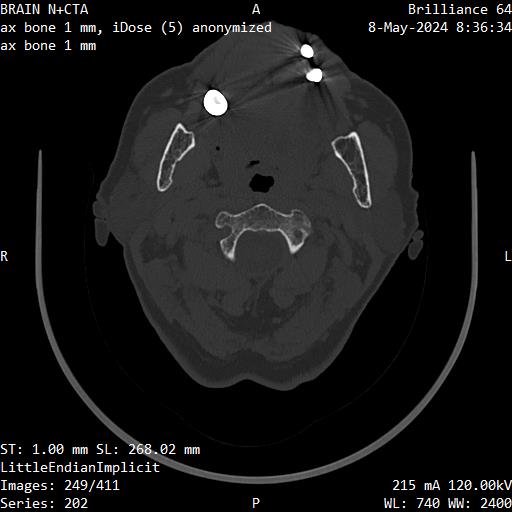 BRAIN N+CTA
A
Brilliance 64
ax bone 1 mm, iDose (5) anonymized
8-May-2024 8:36:34
ax bone 1 mm
R
L
ST: 1.00 mm SL: 268.02 mm
LittleEndianImplicit
Images: 249/411
215 mA 120.00kV
Series: 202
P
WL: 740 WW: 2400